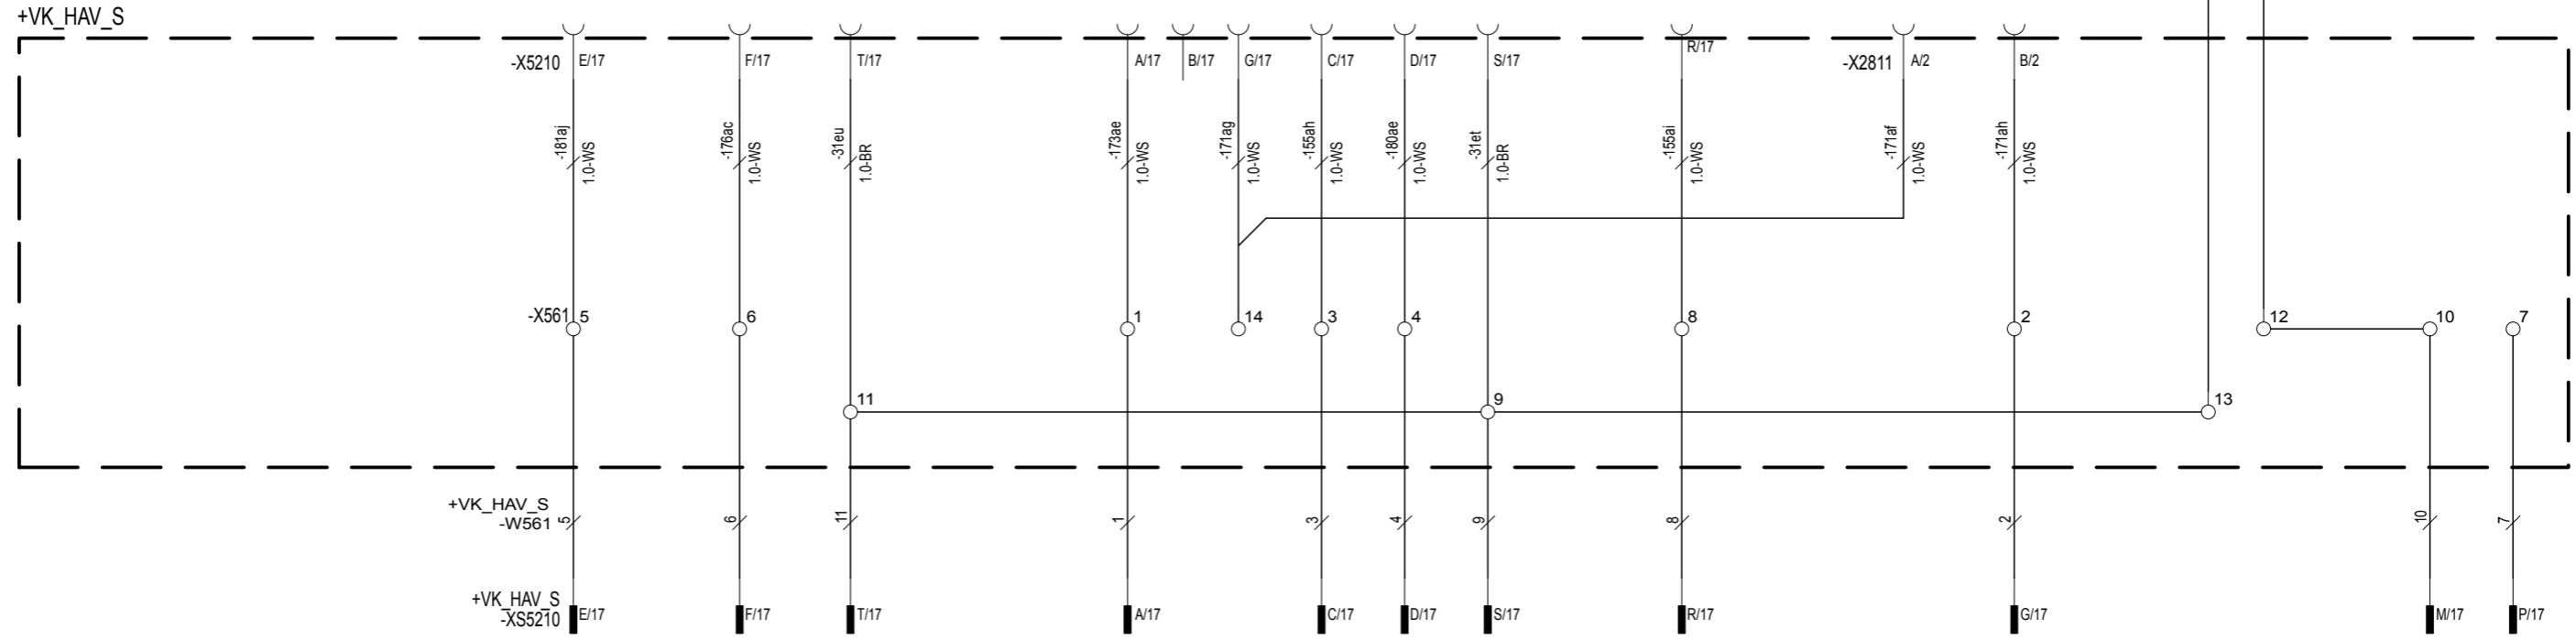 +VK_HAV_S
-X5210 E/17 F/17 T/17 A/17 B/17 G/17 C/17 D/17 S/17 R/17 -X2811 A/2 B/2
-181aj -176ac -31eu -173ae -171ag -155ah -180ae -31et -155ai -171af -171ah
1.0-WS 1.0-WS 1.0-BR 1.0-WS 1.0-WS 1.0-WS 1.0-WS 1.0-BR 1.0-WS 1.0-WS 1.0-WS
-X561 5 6 1 14 3 4 8 2 12 10 7
11 9 13
+VK_HAV_S
-W561 5 6 11 1 3 4 9 8 2 10 7
+VK_HAV_S
-XS5210 E/17 F/17 T/17 A/17 C/17 D/17 S/17 R/17 G/17 M/17 P/17